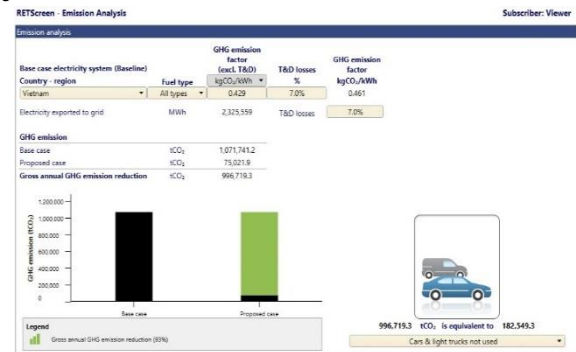 RETScreen - Emission Analysis Subscriber: Viewer
Emission analysis
GHG emission
factor GHG emission
Base case electricity system (Baseline) (excl. T&D) T&D losses factor
Country - region Fuel type kgCO₂/kWh % kgCO₂/kWh
Vietnam All types 0.429 7.0% 0.461
Electricity exported to grid MWh 2,325,559 T&D losses 7.0%
GHG emission
Base case tCO₂ 1,071,741.2
Proposed case tCO₂ 75,021.9
Gross annual GHG emission reduction tCO₂ 996,719.3
GHG emission (tCO₂)
1,200,000
1,000,000
800,000
600,000
400,000
200,000
0
Base case Proposed case
Legend
Gross annual GHG emission reduction (93%)
996,719.3 tCO₂ is equivalent to 182,549.3
Cars & light trucks not used